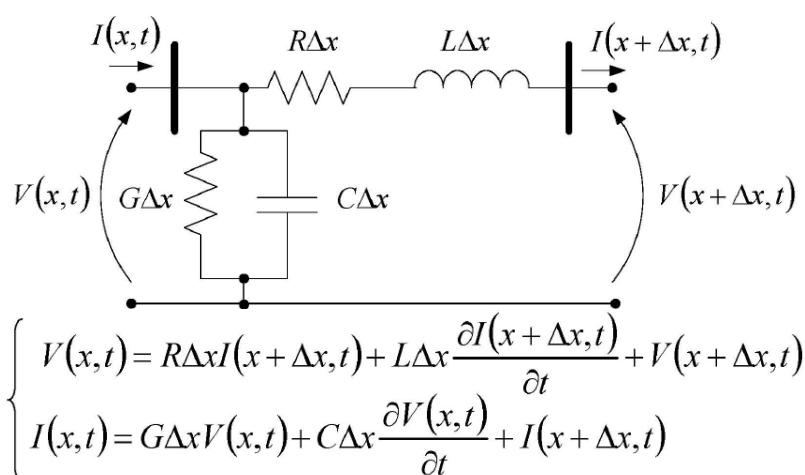 I(x,t) RΔx LΔx I(x+Δx,t)
V(x,t) GΔx CΔx V(x+Δx,t)
V(x,t)=RΔxI(x+Δx,t)+LΔx ∂I(x+Δx,t)/∂t +V(x+Δx,t)
I(x,t)=GΔxV(x,t)+CΔx ∂V(x,t)/∂t +I(x+Δx,t)